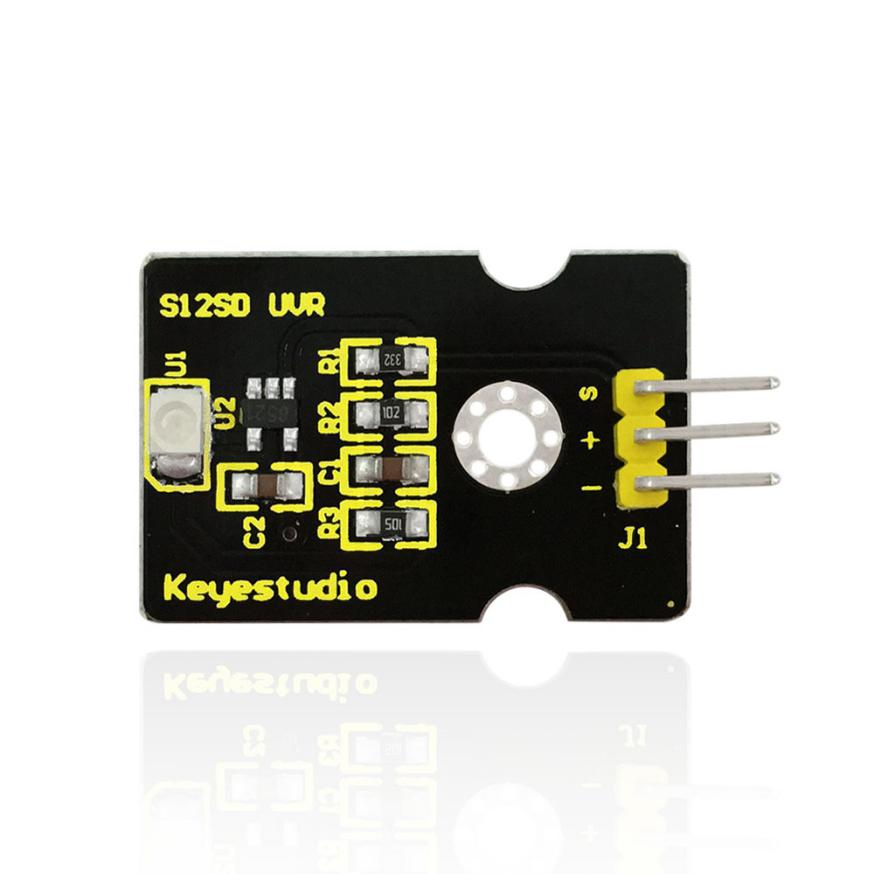 S12SD UVR
U1
U2
R1
332
R2
102
C1
R3
105
C2
S
+
-
J1
Keyestudio